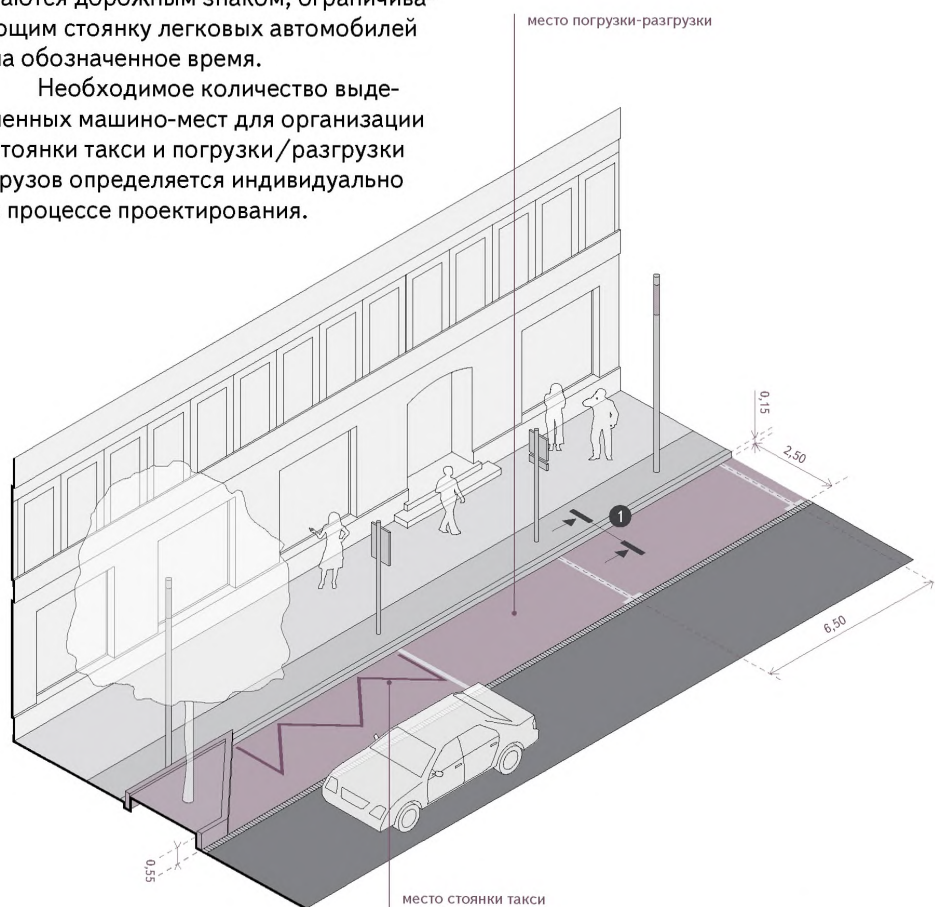 аются дорожным знаком, ограничива
ющим стоянку легковых автомобилей
на обозначенное время.
Необходимое количество выде-
ленных машино-мест для организации
стоянки такси и погрузки/разгрузки
грузов определяется индивидуально
процессе проектирования.
место погрузки-разгрузки
0,15
2,50
1
6,50
0,55
место стоянки такси